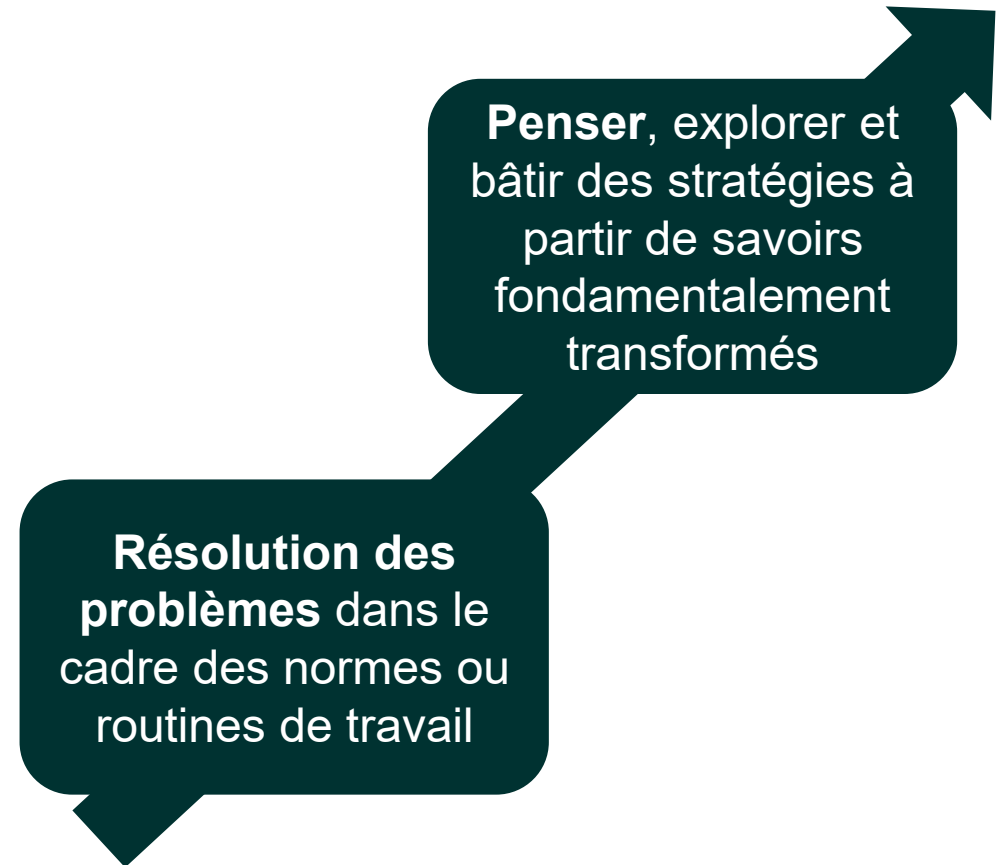 Penser, explorer et
bâtir des stratégies à
partir de savoirs
fondamentalement
transformés
Résolution des
problèmes dans le
cadre des normes ou
routines de travail